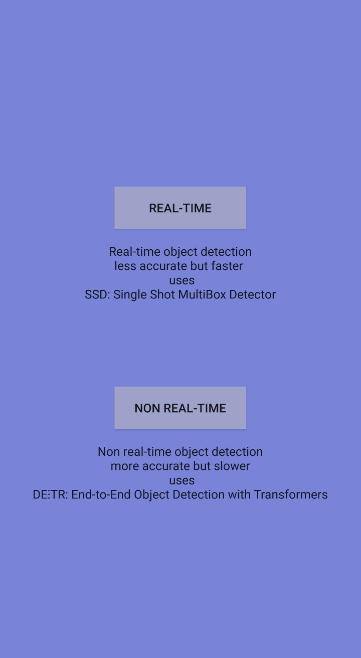 REAL-TIME
Real-time object detection
less accurate but faster
uses
SSD: Single Shot MultiBox Detector
NON REAL-TIME
Non real-time object detection
more accurate but slower
uses
DE:TR: End-to-End Object Detection with Transformers